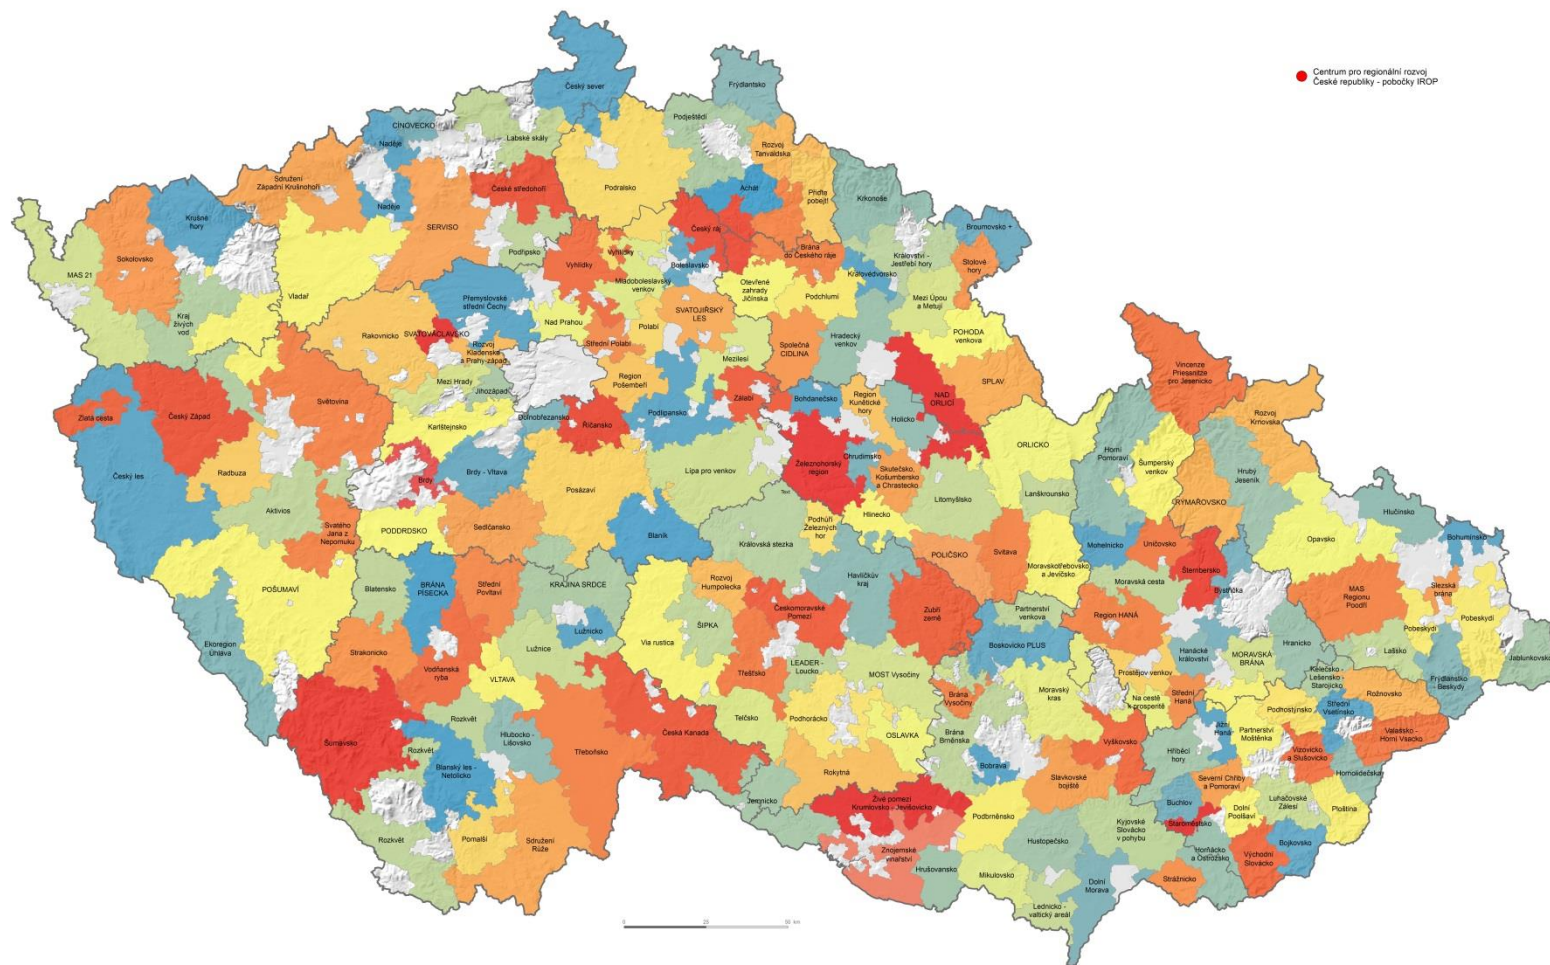 Centrum pro regionální rozvoj
České republiky - pobočky IROP
Český sever
Frýdlantsko
CÍNOVECKO
Naděje
Labské skály
Podještědí
Rozvoj
Tanvaldska
Sdružení
Západní Krušnohoří
České středohoří
Podralsko
Achát
Přiďte
pobejt!
Krkonoše
Naděje
Krušné
hory
SERVISO
Český ráj
Broumovsko +
Sokolovsko
MAS 21
Podřipsko
Vyhlídky
Vyhlídky
Boleslavsko
Brána
do Českého ráje
Království -
Jestřebí hory
Stolové
hory
Královédvorsko
Mladoboleslavský
venkov
Otevřené
zahrady
Jičínska
Podchlumí
Mezi Úpou
a Metují
Vladař
Přemyslovské
střední Čechy
Kraj
živých
vod
Nad Prahou
Polabí
SVATOJIŘSKÝ
LES
Rakovnicko
SVATOVÁCLAVSKO
Rozvoj
Kladenska
a Prahy-západ
Střední Polabí
Mezilesí
Společná
CIDLINA
Hradecký
venkov
POHODA
venkova
Mezi Hrady
Jihozápad
Region
Pošembeří
SPLAV
Vincenze
Priessnitze
pro Jesenicko
Zlatá cesta
Český Západ
Světovina
Karlštejnsko
Dolnobřežansko
Říčansko
Podlipansko
Zálabí
Bohdanečsko
Region
Kunětické
hory
Holicko
NAD
ORLICÍ
Rozvoj
Krnovska
Český les
Radbuza
Brdy
Brdy - Vltava
Posázaví
Lípa pro venkov
Železnohorský
region
Chrudimsko
Skutečsko,
Košumbersko
a Chrastecko
ORLICKO
Horní
Pomoraví
Šumperský
venkov
Hrubý
Jeseník
RÝMAŘOVSKO
Text
Litomyšlsko
Lanškrounsko
Aktivios
Svatého
Jana z
Nepomuku
PODDRDSKO
Sedlčansko
Blaník
Podhůří
Železných
hor
Hlinecko
Hlučínsko
Opavsko
Bohumínsko
Královská stezka
POLIČSKO
Svitava
Moravskotřebovsko
a Jevíčsko
Mohelnicko
Uničovsko
Šternbersko
Bystřička
Moravská cesta
POŠUMAVÍ
Blatensko
BRÁNA
PÍSECKA
Střední
Povltaví
KRAJINA SRDCE
Rozvoj
Humpolecka
Českomoravské
Pomezí
Havlíčkův
kraj
Zubří
země
Partnerství
venkova
Region HANÁ
MAS
Regionu
Poodří
Slezská
brána
Pobeskydí
Pobeskydí
Ekoregion
Úhlava
Strakonicko
Vodňanská
ryba
Lužnice
Lužnicko
Via rustica
ŠIPKA
Třešťsko
LEADER -
Loucko
MOST Vysočiny
Boskovicko PLUS
Hanácké
království
MORAVSKÁ
BRÁNA
Hranicko
Lašsko
Jablunkovsko
Kelečsko -
Lešensko -
Starojicko
Frýdlantsko
- Beskydy
VLTAVA
Telčsko
Podhorácko
OSLAVKA
Brána
Vysočiny
Moravský
kras
Prostějov venkov
Na cestě
k prosperitě
Střední
Haná
Podhostýnsko
Střední
Vsetínsko
Rožnovsko
Šumavsko
Rozkvět
Rozkvět
Hlubocko -
Lišovsko
Třeboňsko
Česká Kanada
Brána
Brněnska
Vyškovsko
Jižní
Haná
Partnerství
Moštěnka
Vizovicko
a Slušovicko
Valašsko -
Horní Vsacko
Blanský les -
Netolicko
Rokytná
Bobrava
Slavkovské
bojiště
Hříběcí
hory
Severní Chřiby
a Pomoraví
Hornolidečska
Jemnicko
Živé pomezí
Krumlovsko - Jevišovicko
Podbrněnsko
Buchlov
Luhačovské
Zálesí
Dolní
Poolšaví
Ploština
Staroměstsko
Kyjovské
Slovácko
v pohybu
Rozkvět
Pomalší
Sdružení
Růže
Znojemské
vinařství
Hustopečsko
Horňácko
a Ostrožsko
Východní
Slovácko
Bojkovsko
Hrušovansko
Mikulovsko
Dolní
Morava
Strážnicko
Lednicko -
valtický areál
0 25 50 km